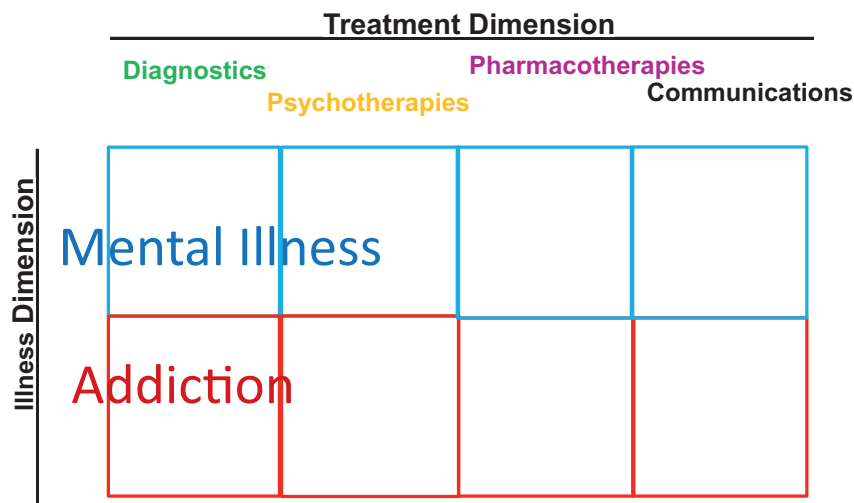 Treatment Dimension
Diagnostics
Psychotherapies
Pharmacotherapies
Communications
Illness Dimension
Mental Illness
Addiction